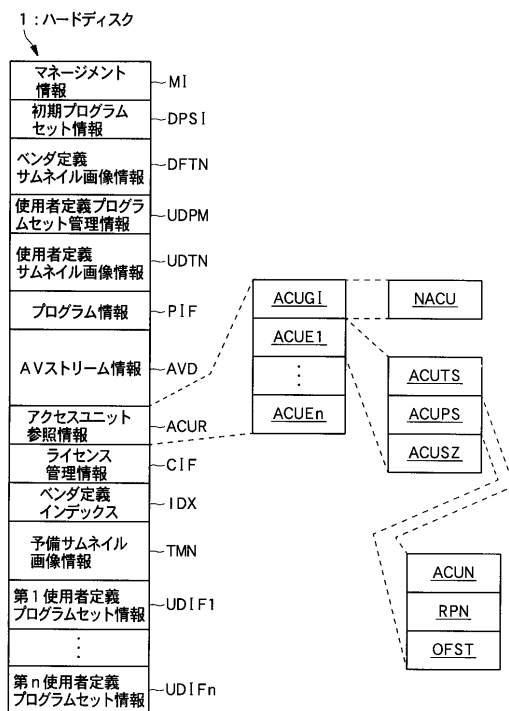 1：ハードディスク
マネージメント
情報
MI
初期プログラム
セット情報
DPSI
ベンダ定義
サムネイル画像情報
DFTN
使用者定義プログラ
ムセット管理情報
UDPM
使用者定義
サムネイル画像情報
UDTN
プログラム情報
PIF
AVストリーム情報
AVD
アクセスユニット
参照情報
ACUR
ライセンス
管理情報
CIF
ベンダ定義
インデックス
IDX
予備サムネイル
画像情報
TMN
第1使用者定義
プログラムセット情報
UDIF1
⋮
第n使用者定義
プログラムセット情報
UDIFn
ACUGI
ACUE1
⋮
ACUEn
NACU
ACUTS
ACUPS
ACUSZ
ACUN
RPN
OFST